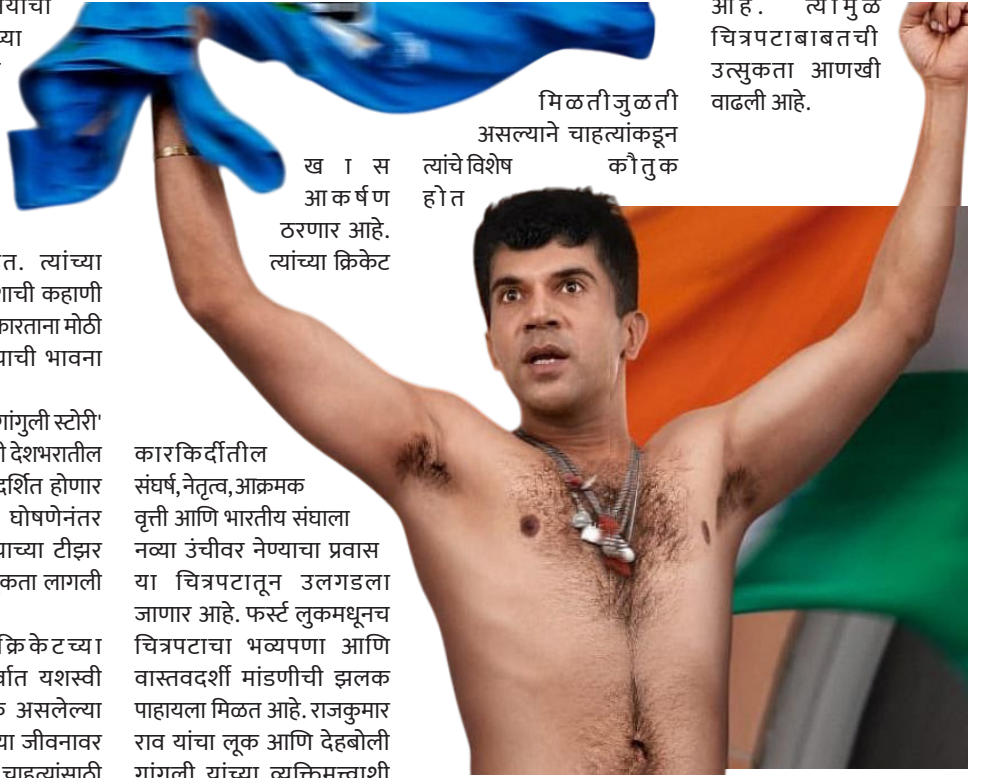 त. त्यांच्या
कहाणी
मोठी
भावना
गांगुली स्टोरी'
देशभरातील
होणार
घोषणेनंतर
टीझर
लागली
क्रिकेटच्या
यशस्वी
असलेल्या
जीवनावर
चाहत्यांसाठी
खास
आकर्षण
ठरणार आहे.
त्यांच्या क्रिकेट
कारकिर्दीतील
संघर्ष, नेतृत्व, आक्रमक
वृत्ती आणि भारतीय संघाला
नव्या उंचीवर नेण्याचा प्रवास
या चित्रपटातून उलगडला
जाणार आहे. फर्स्ट लुकमधूनच
चित्रपटाचा भव्यपणा आणि
वास्तवदर्शी मांडणीची झलक
पाहायला मिळत आहे. राजकुमार
राव यांचा लूक आणि देहबोली
गांगुली यांच्या व्यक्तिमत्त्वाशी
मिळतीजुळती
असल्याने चाहत्यांकडून
त्यांचे विशेष कौतुक
होत
आहे. त्यामुळे
चित्रपटाबाबतची
उत्सुकता आणखी
वाढली आहे.